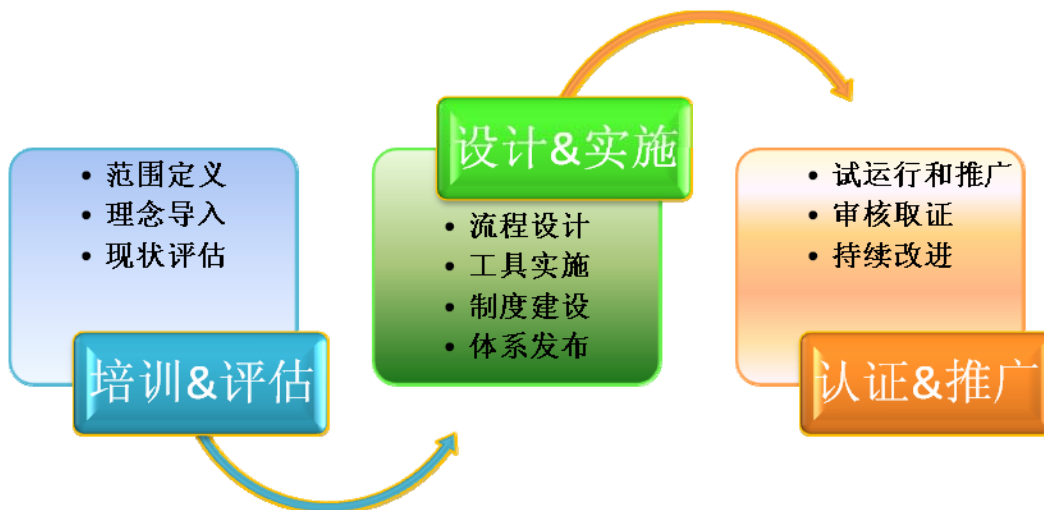 • 范围定义
• 理念导入
• 现状评估
培训&评估
设计&实施
• 流程设计
• 工具实施
• 制度建设
• 体系发布
• 试运行和推广
• 审核取证
• 持续改进
认证&推广